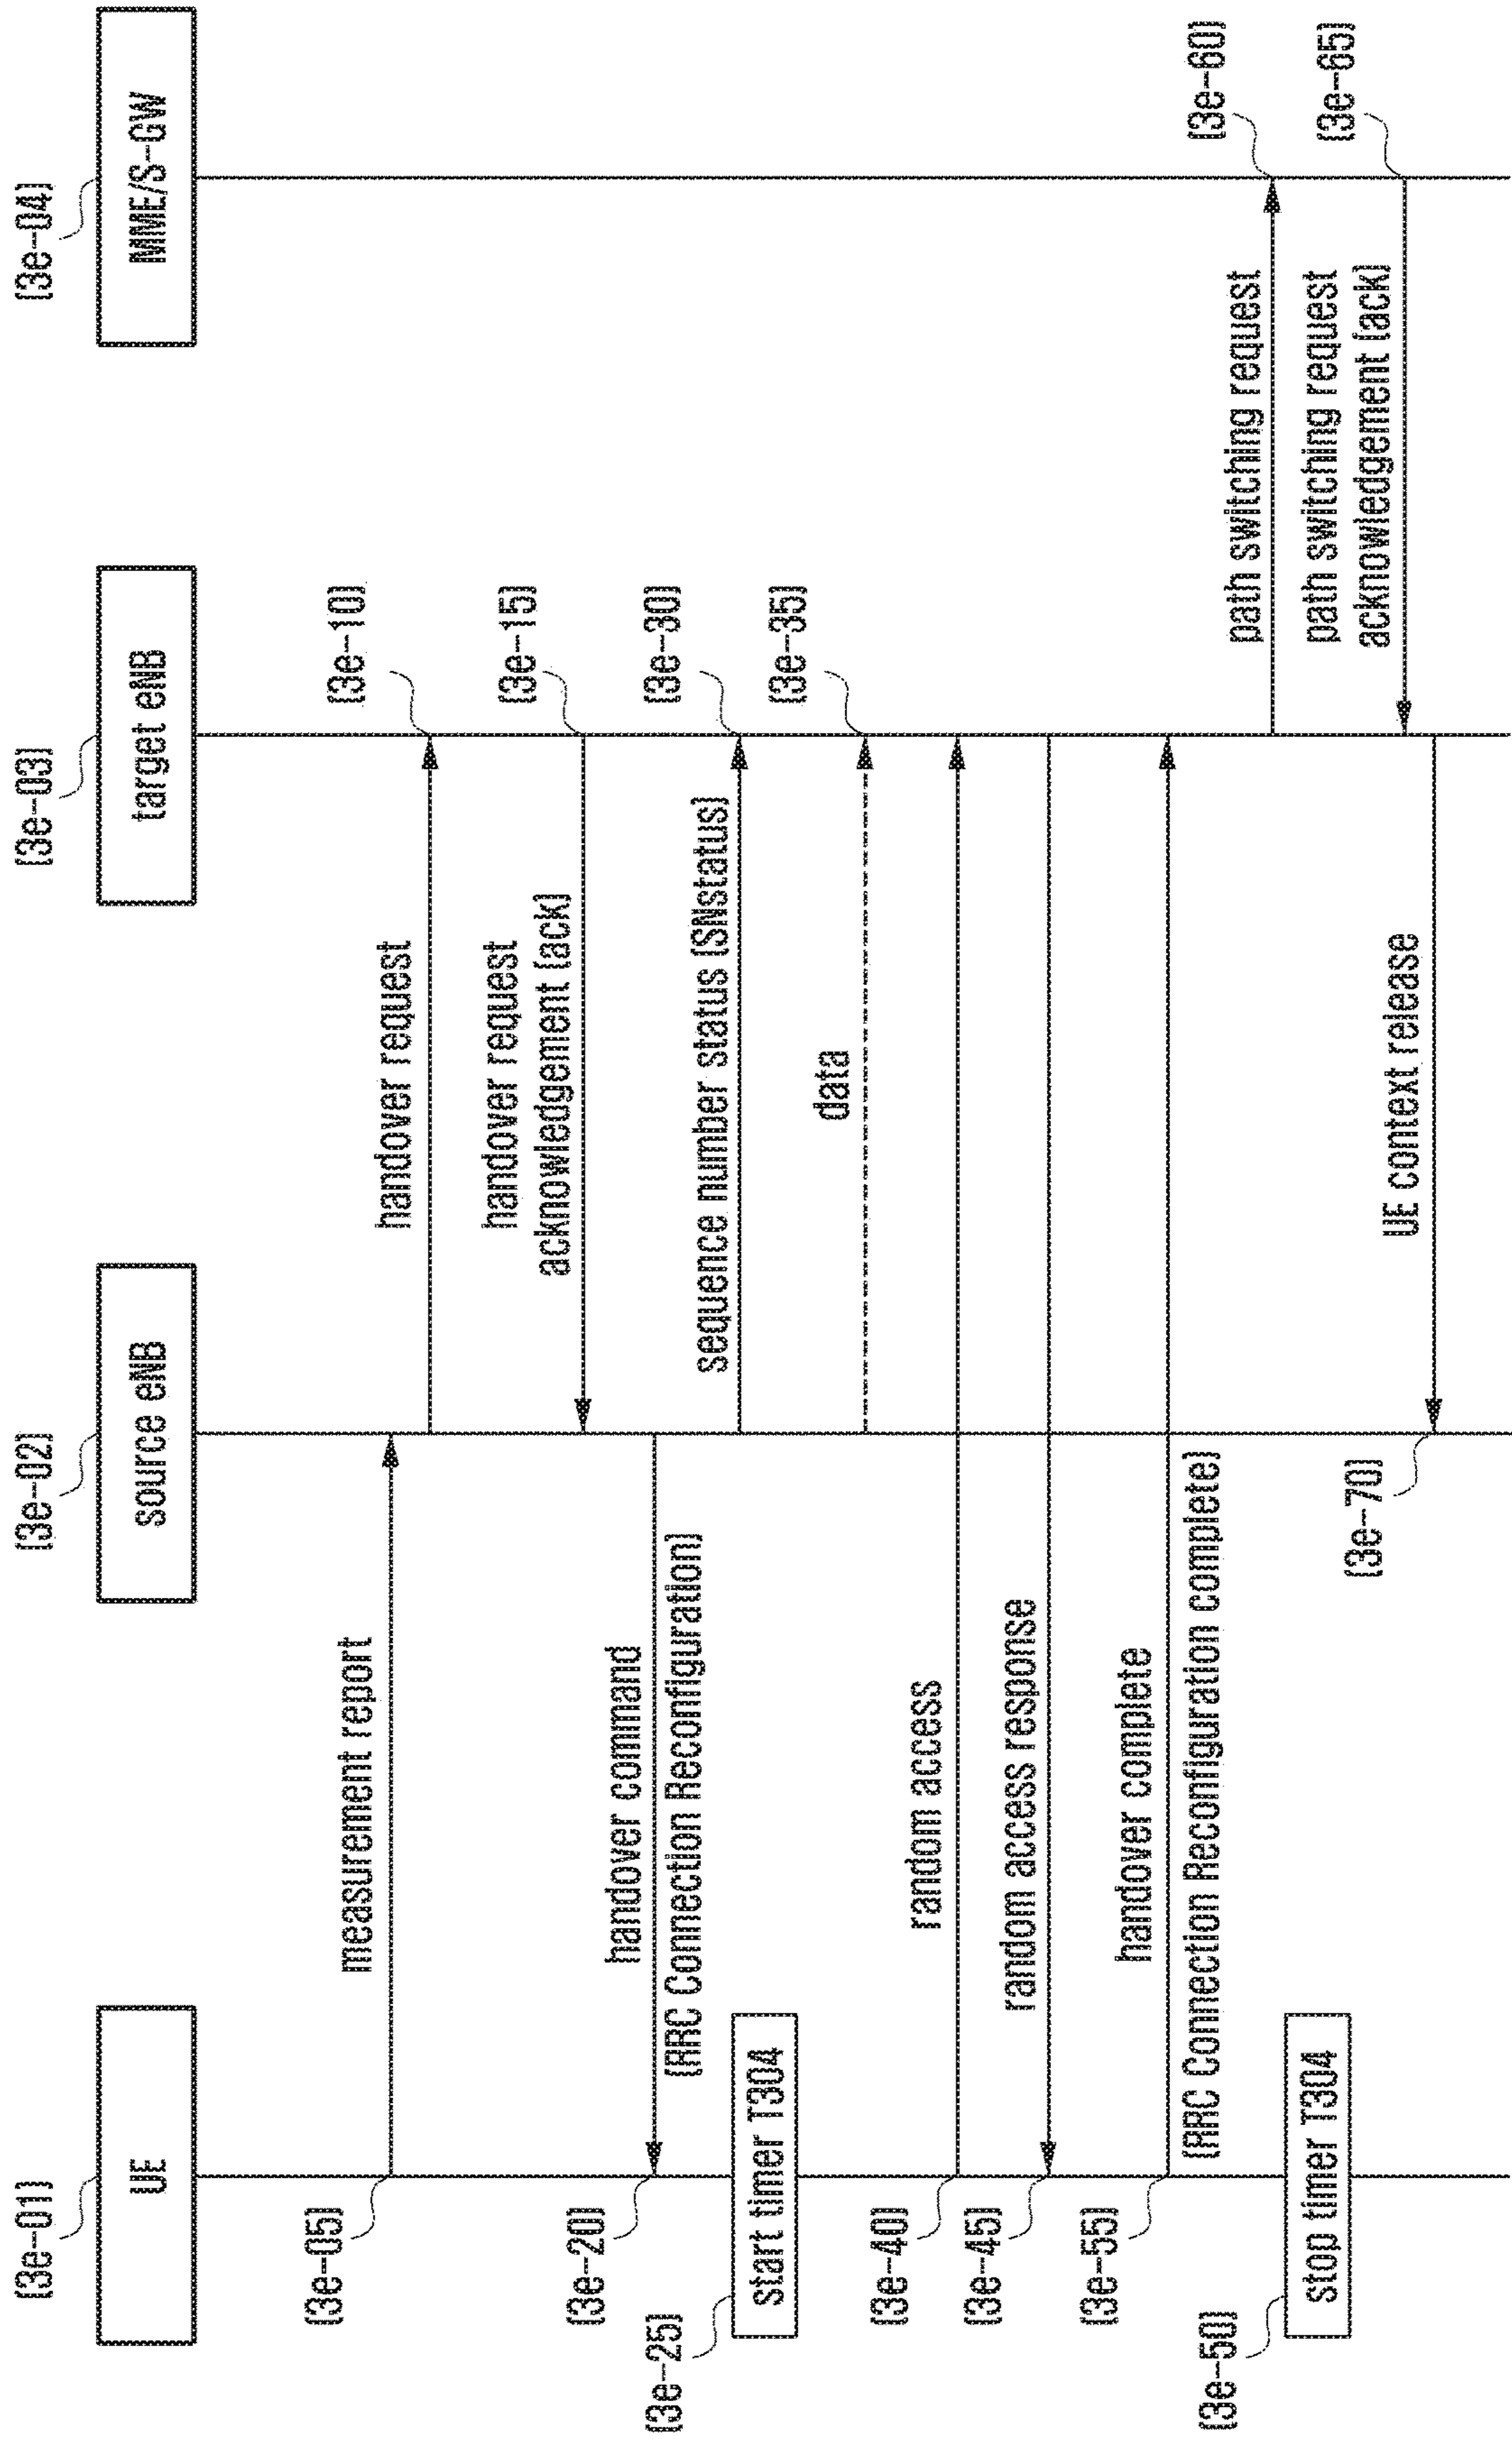 [3e-01]
[3e-02]
[3e-03]
[3e-04]
UE
source eNB
target eNB
MME/S-GW
[3e-05]
measurement report
handover request
[3e-10]
handover request
acknowledgement [ack]
[3e-15]
[3e-20]
handover command
[RRC Connection Reconfiguration]
[3e-25]
start timer T304
sequence number status [SNstatus]
[3e-30]
data
[3e-35]
[3e-40]
random access
[3e-45]
random access response
[3e-55]
handover complete
[RRC Connection Reconfiguration complete]
[3e-50]
stop timer T304
path switching request
[3e-60]
path switching request
acknowledgement [ack]
[3e-65]
[3e-70]
UE context release